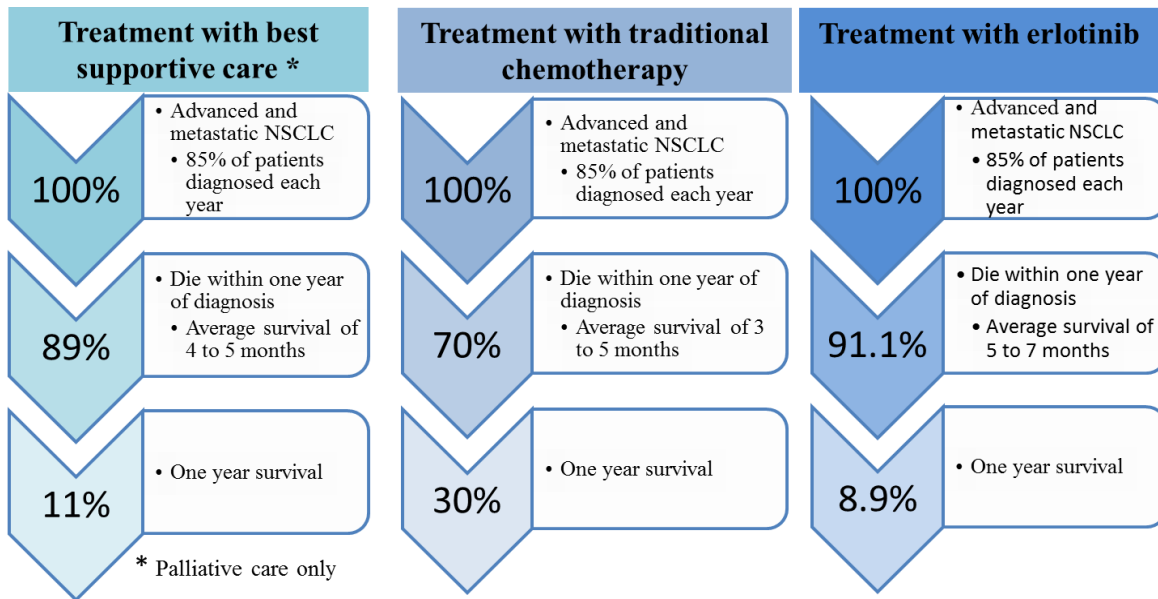 Treatment with best
supportive care *
100%
• Advanced and
metastatic NSCLC
• 85% of patients
diagnosed each
year
89%
• Die within one year
of diagnosis
• Average survival of
4 to 5 months
11%
• One year survival
* Palliative care only
Treatment with traditional
chemotherapy
100%
• Advanced and
metastatic NSCLC
• 85% of patients
diagnosed each year
70%
• Die within one year
of diagnosis
• Average survival of 3
to 5 months
30%
• One year survival
Treatment with erlotinib
100%
• Advanced and
metastatic NSCLC
• 85% of patients
diagnosed each
year
91.1%
• Die within one year
of diagnosis
• Average survival of
5 to 7 months
8.9%
• One year survival